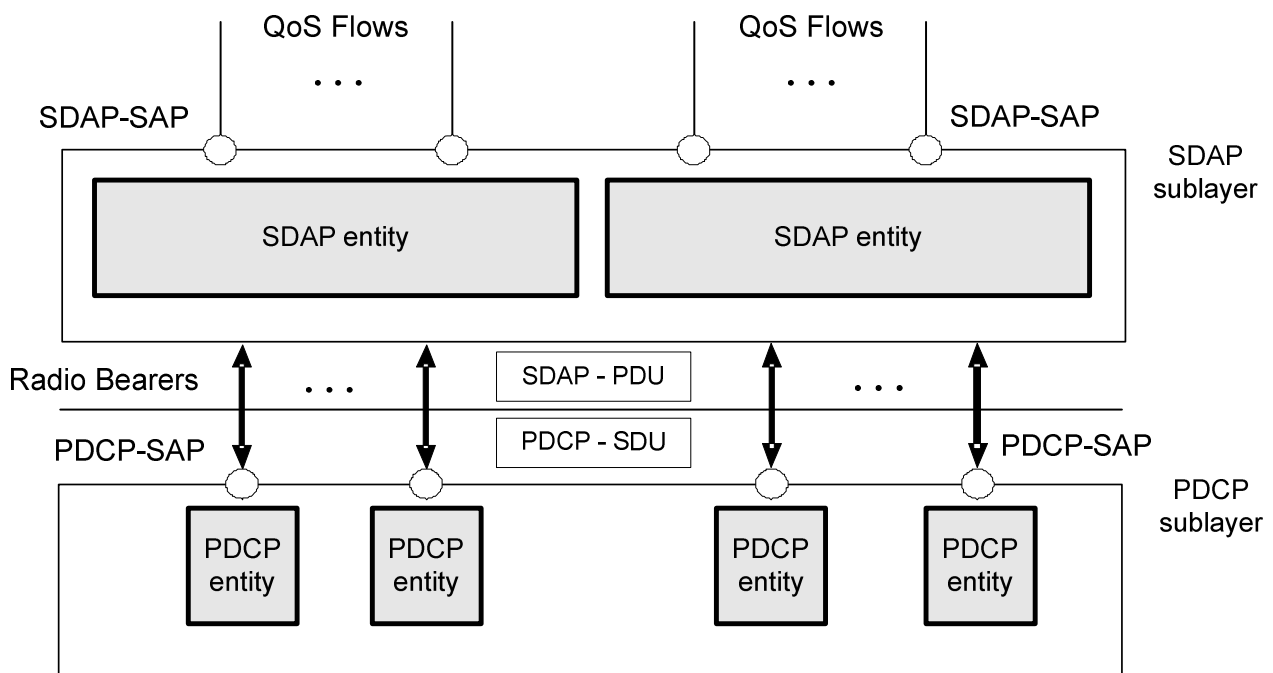 QoS Flows
QoS Flows
. . .
. . .
SDAP-SAP
SDAP-SAP
SDAP
sublayer
SDAP entity
SDAP entity
Radio Bearers
. . .
SDAP - PDU
. . .
PDCP-SAP
PDCP - SDU
PDCP-SAP
PDCP
sublayer
PDCP
entity
PDCP
entity
PDCP
entity
PDCP
entity